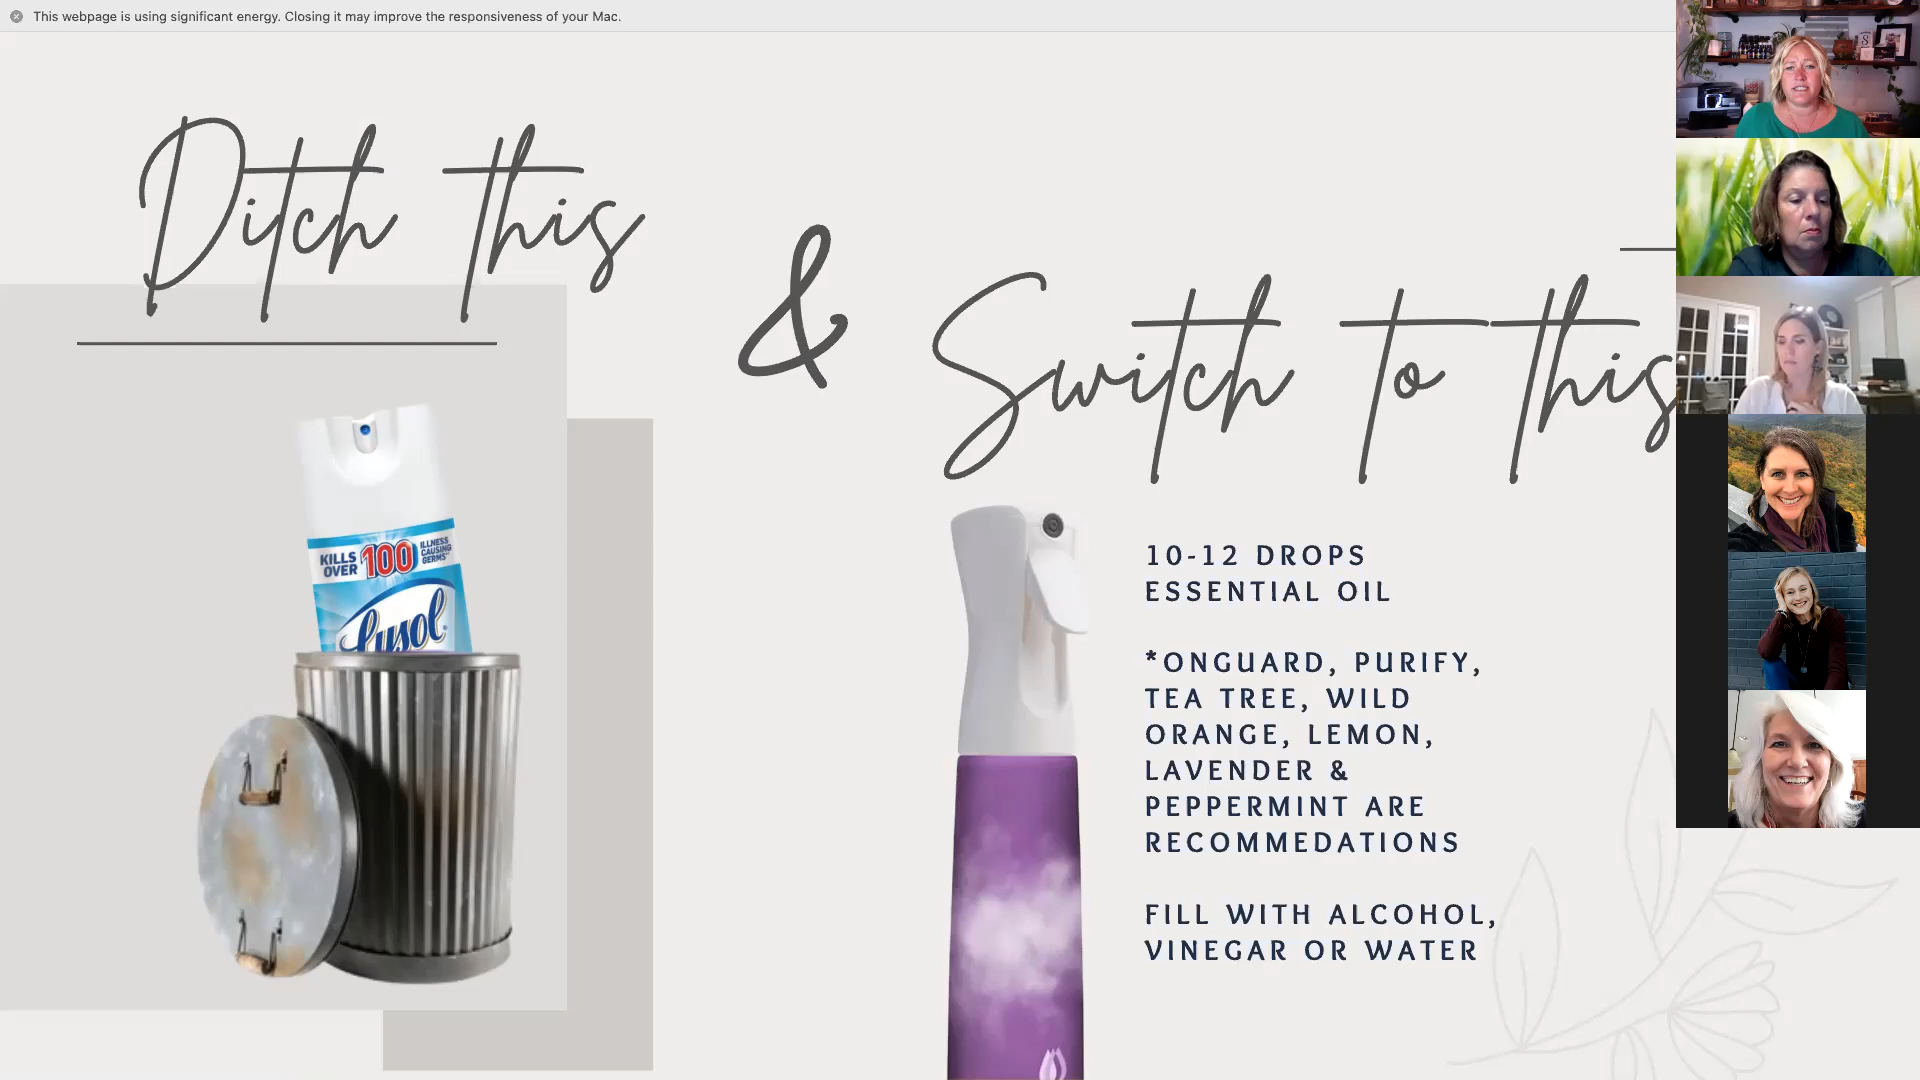 This webpage is using significant energy. Closing it may improve the responsiveness of your Mac.
Ditch this
&
Switch to this
KILLS OVER 100 ILLNESS CAUSING GERMS
Lysol
10-12 DROPS
ESSENTIAL OIL
*ONGUARD, PURIFY,
TEA TREE, WILD
ORANGE, LEMON,
LAVENDER &
PEPPERMINT ARE
RECOMMEDATIONS
FILL WITH ALCOHOL,
VINEGAR OR WATER